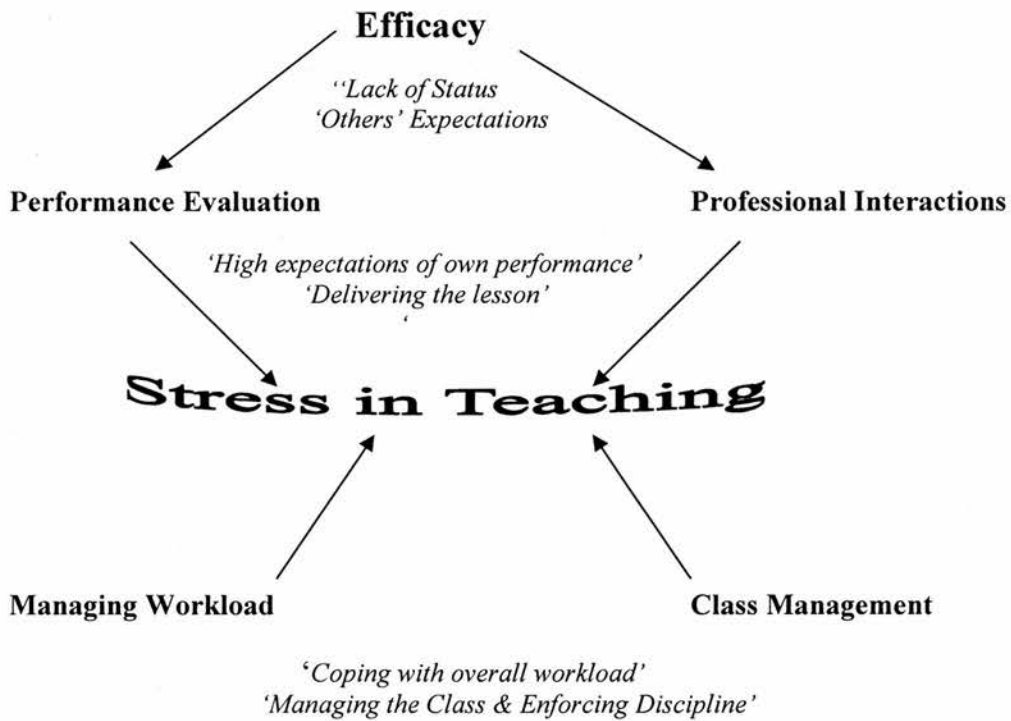 Efficacy
‘‘Lack of Status
‘Others’ Expectations
Performance Evaluation
Professional Interactions
‘High expectations of own performance’
‘Delivering the lesson’
‘
Stress in Teaching
Managing Workload
Class Management
‘Coping with overall workload’
‘Managing the Class & Enforcing Discipline’